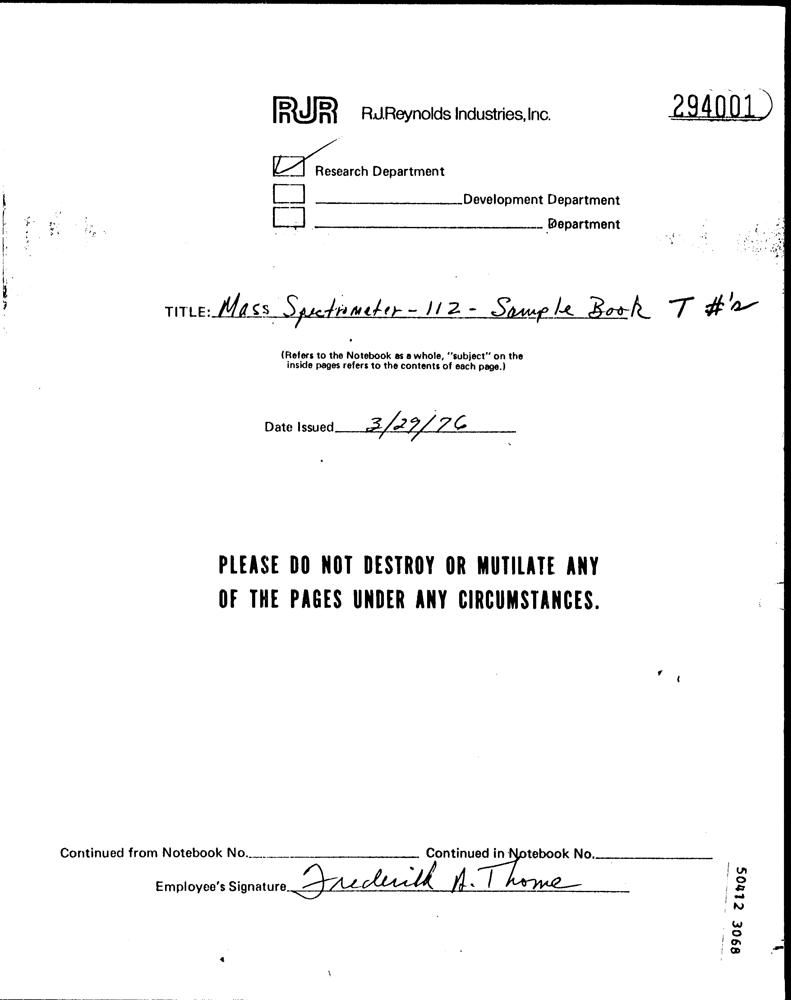 RJR R.J.Reynolds Industries, Inc. 294001
Research Department
Development Department
Department
TITLE: Mass Spectrometer - 112 - Sample Book T #'s
(Refers to the Notebook as a whole, "subject" on the
inside pages refers to the contents of each page.)
Date Issued 3/29/76
PLEASE DO NOT DESTROY OR MUTILATE ANY
OF THE PAGES UNDER ANY CIRCUMSTANCES.
Continued from Notebook No. Continued in Notebook No.
Employee's Signature Frederick A. Thome
50412 3068